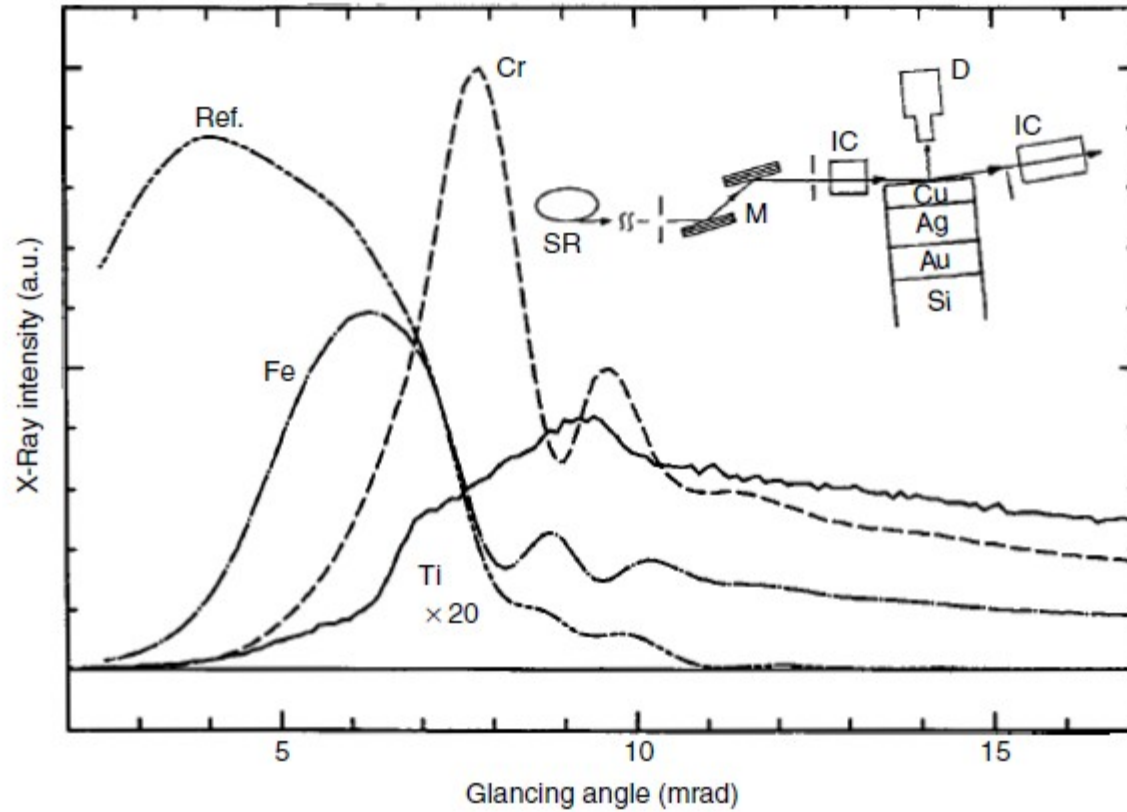 Cr
D
Ref.
IC
IC
M
SR
Cu
Ag
Au
Si
Fe
Ti
× 20
X-Ray intensity (a.u.)
5
10
15
Glancing angle (mrad)